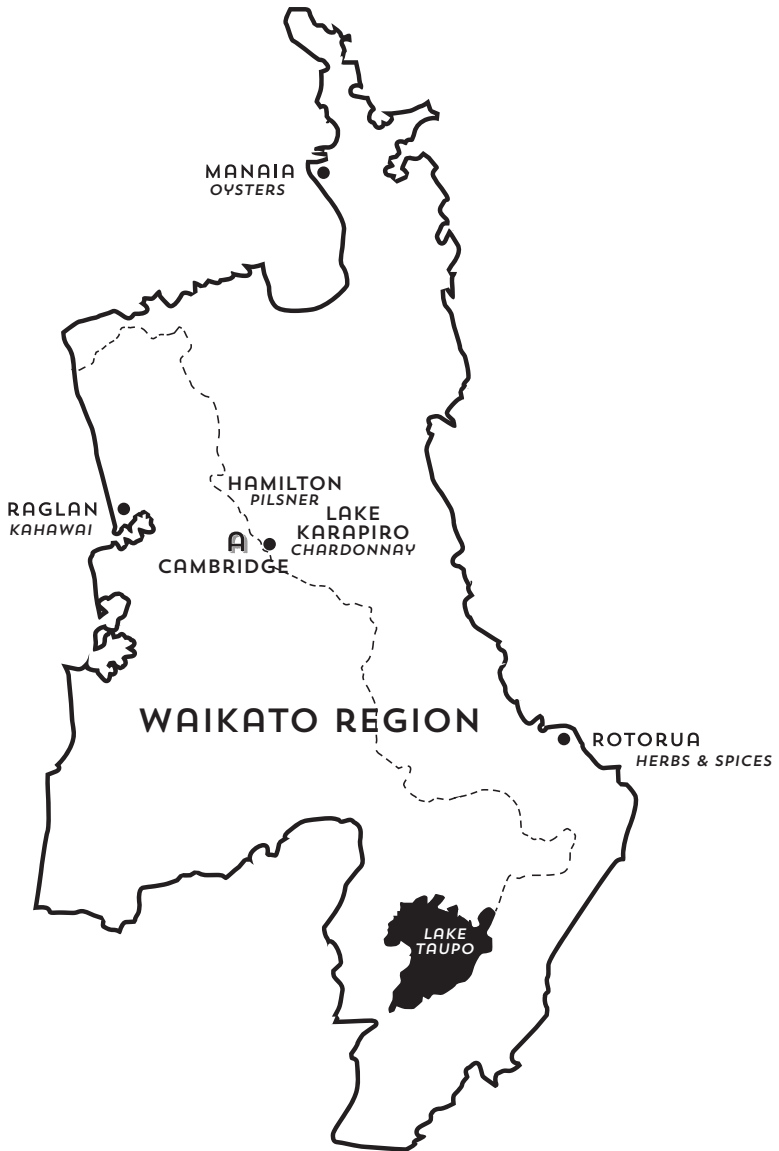 MANAIA
OYSTERS
HAMILTON
PILSNER
RAGLAN
KAHAWAI
LAKE
KARAPIRO
CHARDONNAY
A
CAMBRIDGE
WAIKATO REGION
ROTORUA
HERBS & SPICES
LAKE
TAUPO